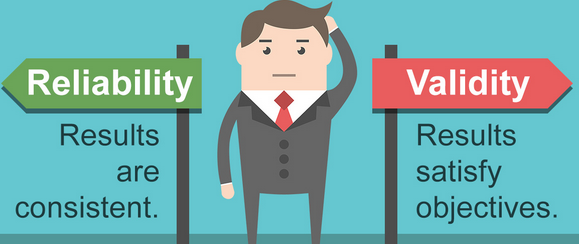 Reliability
Results
are
consistent.
Validity
Results
satisfy
objectives.